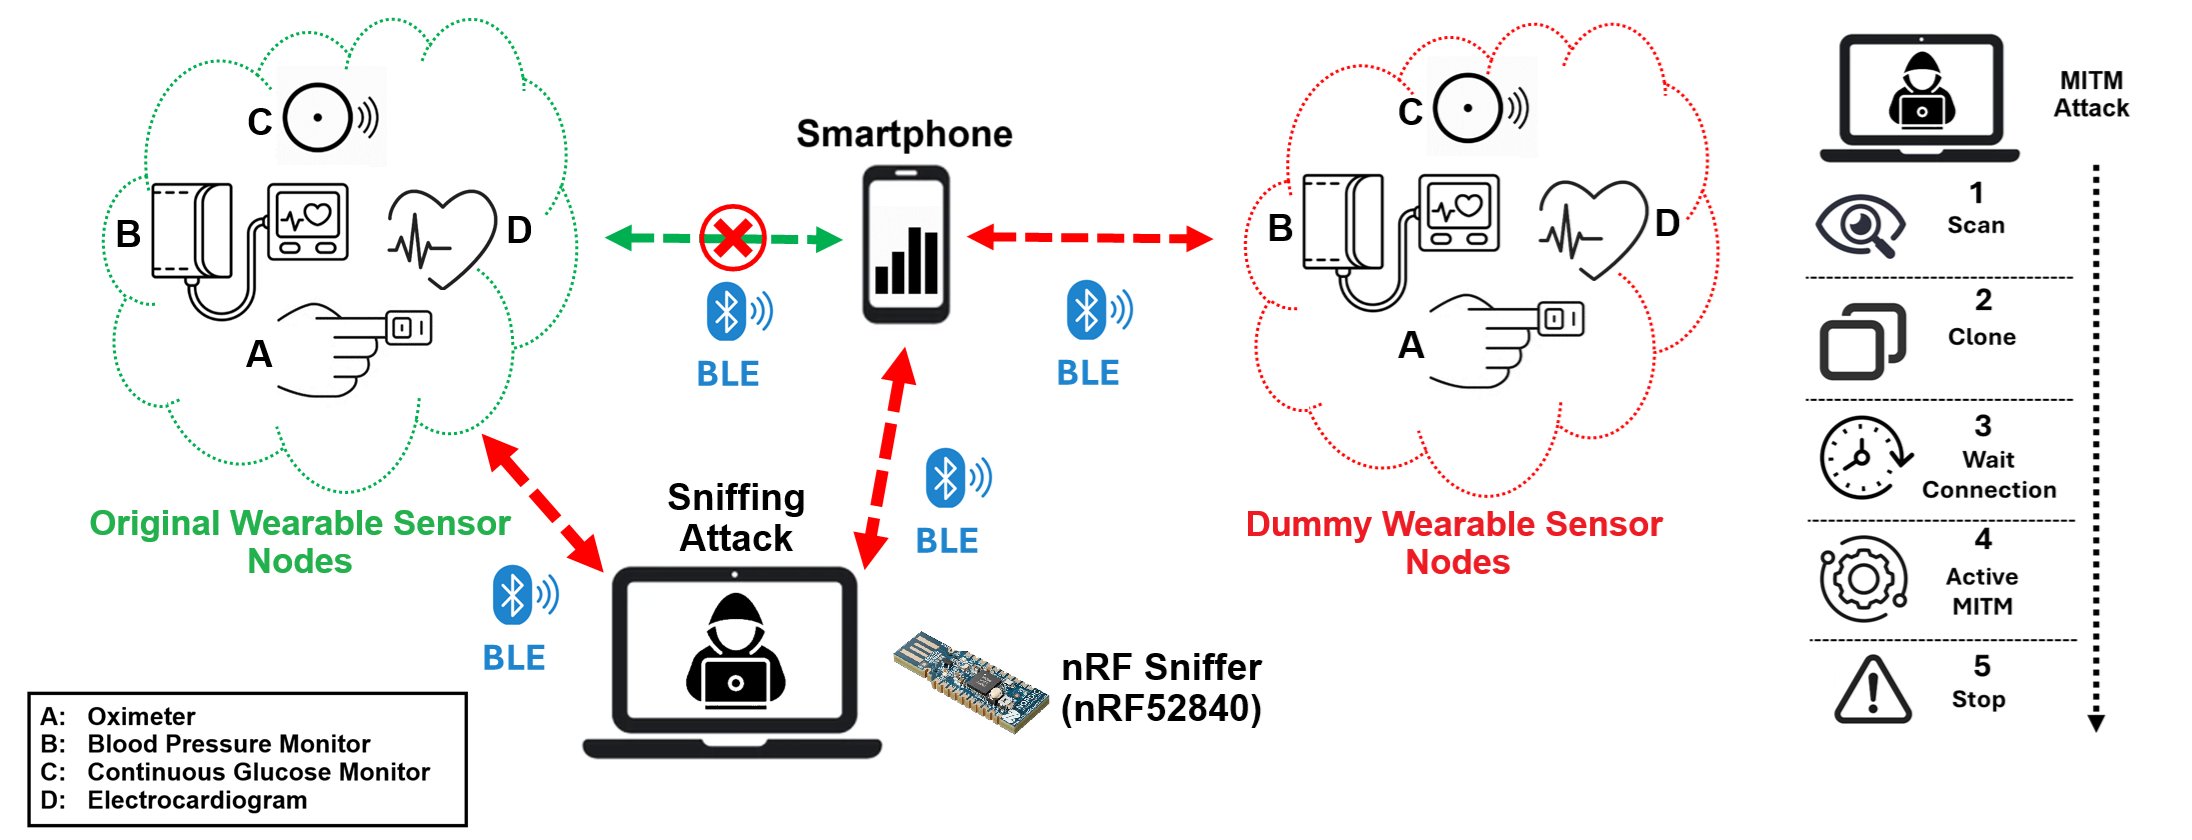 C
B
D
A
Original Wearable Sensor
Nodes
Smartphone
BLE
BLE
C
B
D
A
Dummy Wearable Sensor
Nodes
Sniffing
Attack
BLE
BLE
nRF Sniffer
(nRF52840)
A: Oximeter
B: Blood Pressure Monitor
C: Continuous Glucose Monitor
D: Electrocardiogram
MITM
Attack
1
Scan
2
Clone
3
Wait
Connection
4
Active
MITM
5
Stop